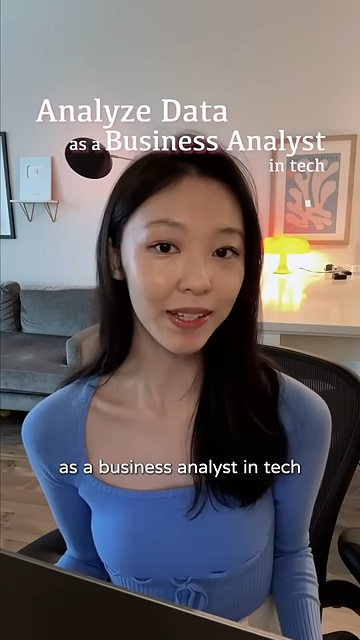 Analyze Data
as a Business Analyst
in tech
as a business analyst in tech